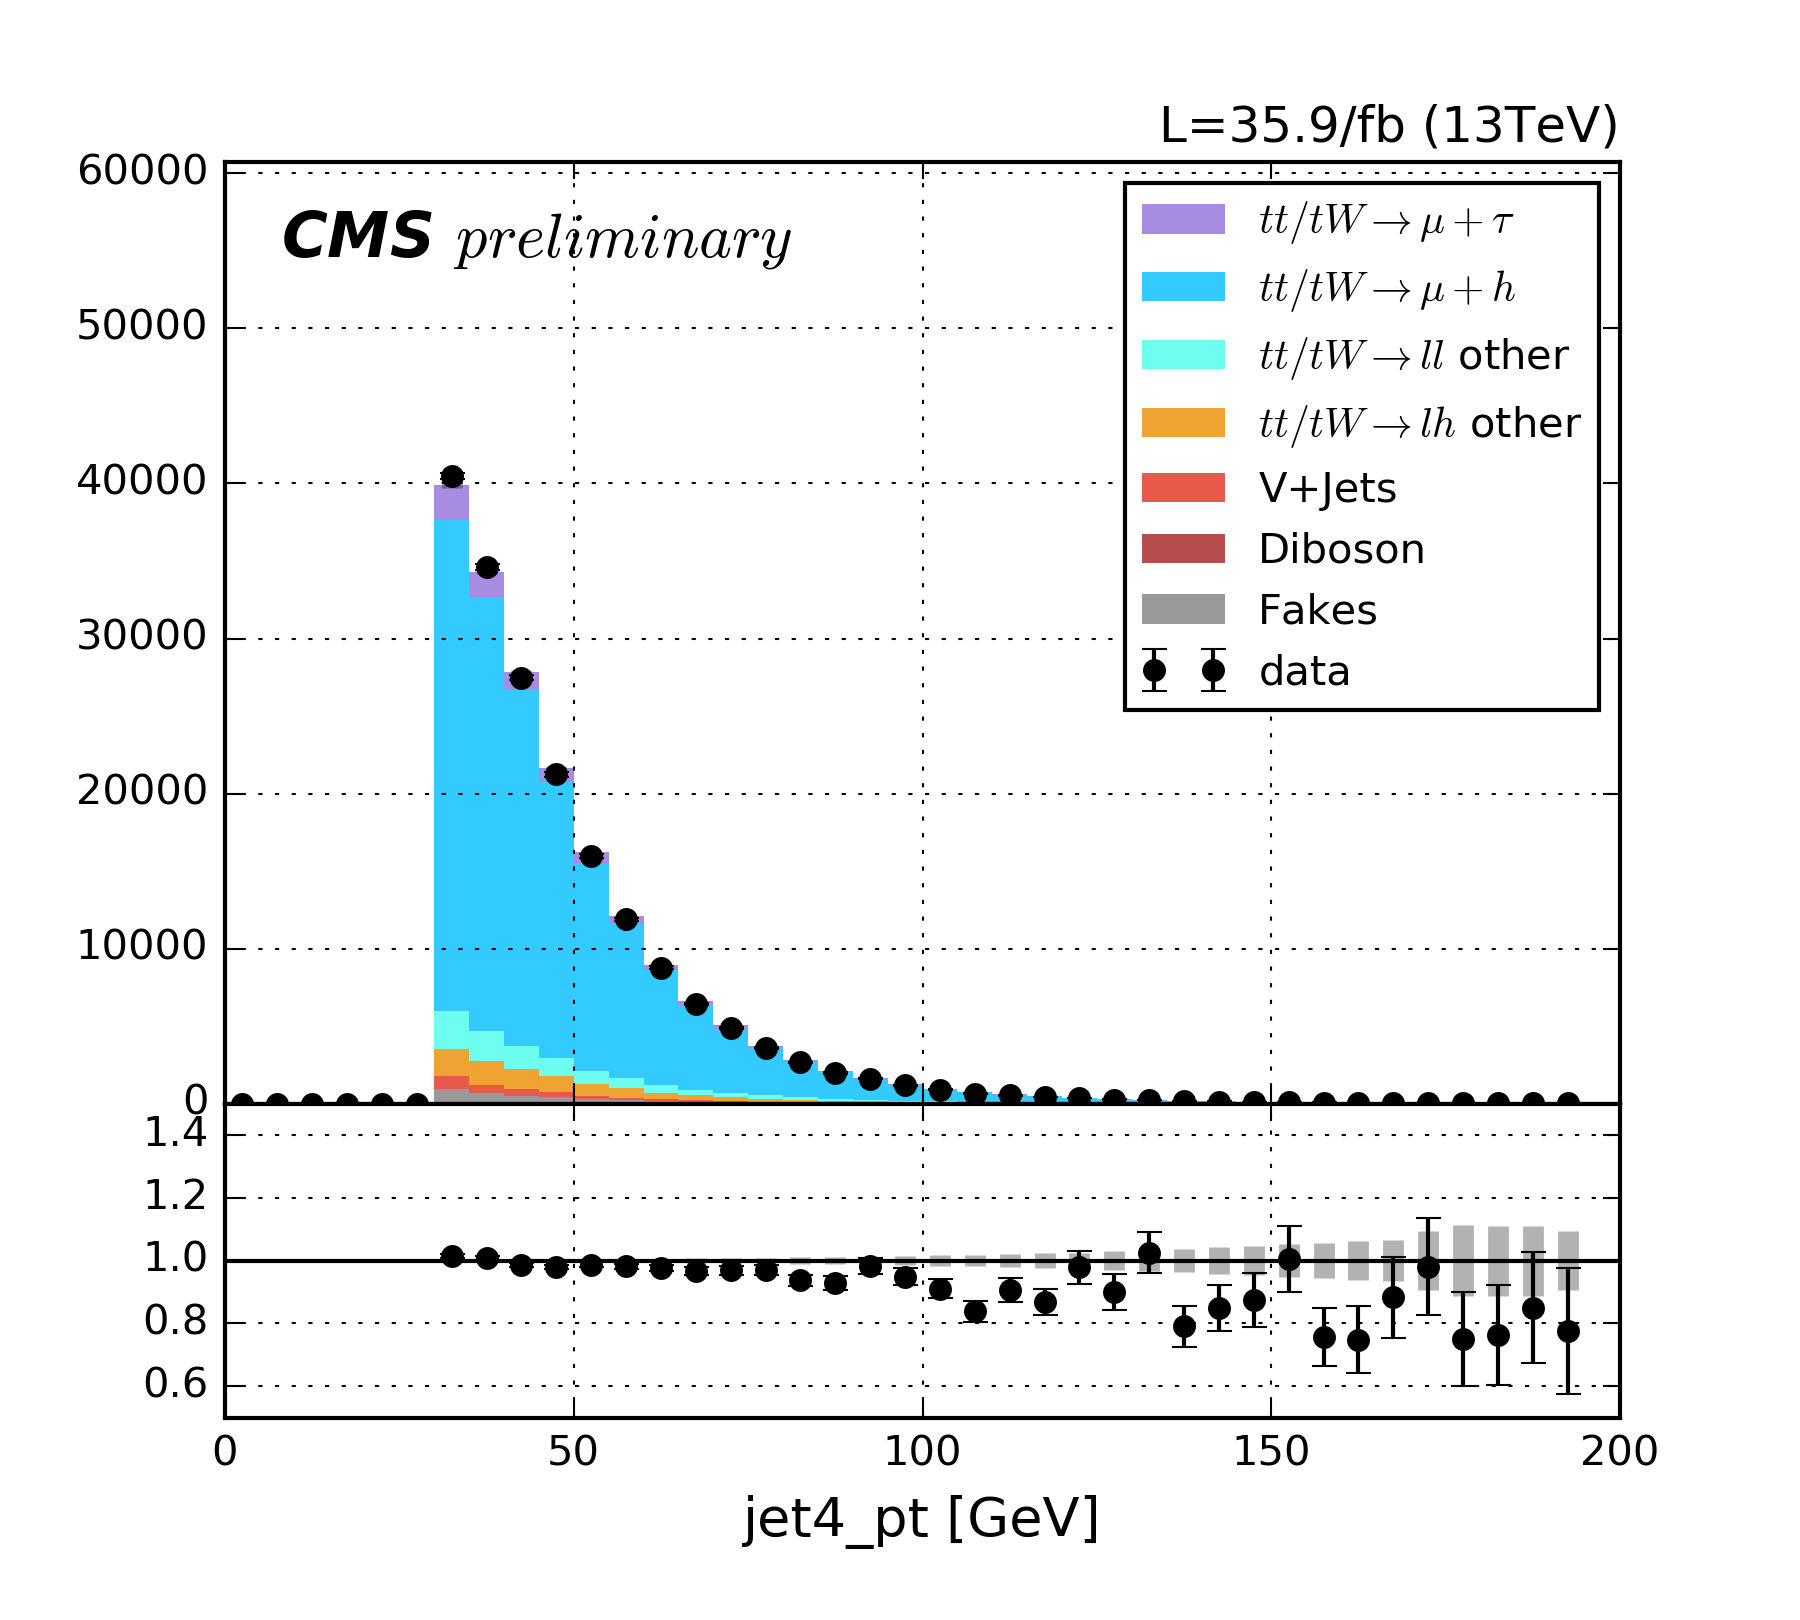 L=35.9/fb (13TeV)
60000
CMS preliminary
tt/tW→μ+τ
tt/tW→μ+h
tt/tW→ll other
tt/tW→lh other
V+Jets
Diboson
Fakes
data
50000
40000
30000
20000
10000
0
1.4
1.2
1.0
0.8
0.6
0 50 100 150 200
jet4_pt [GeV]